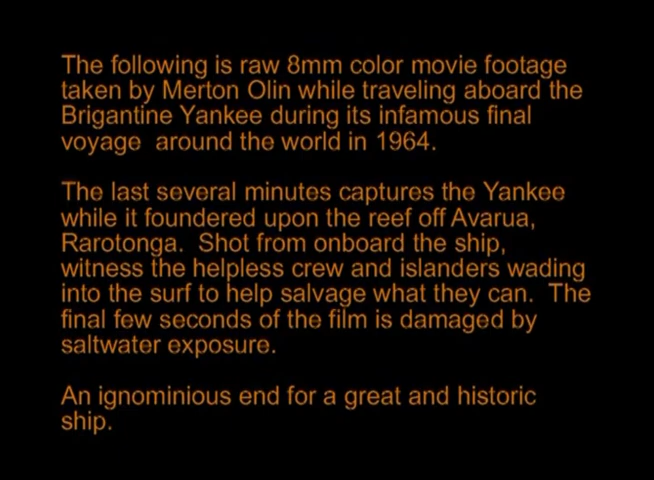 The following is raw 8mm color movie footage
taken by Merton Olin while traveling aboard the
Brigantine Yankee during its infamous final
voyage  around the world in 1964.
The last several minutes captures the Yankee
while it foundered upon the reef off Avarua,
Rarotonga.  Shot from onboard the ship,
witness the helpless crew and islanders wading
into the surf to help salvage what they can.  The
final few seconds of the film is damaged by
saltwater exposure.
An ignominious end for a great and historic
ship.